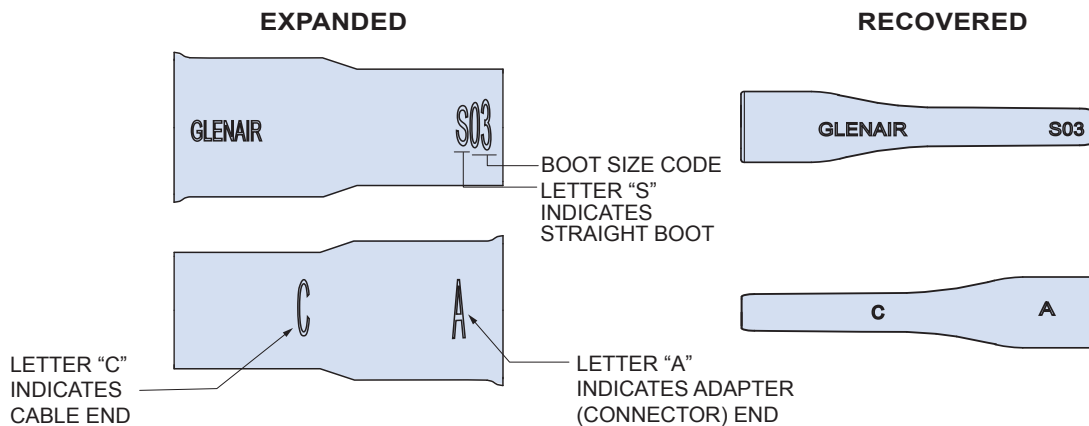 EXPANDED
RECOVERED
GLENAIR
S03
GLENAIR
S03
BOOT SIZE CODE
LETTER “S”
INDICATES
STRAIGHT BOOT
C
A
C
A
LETTER “C”
INDICATES
CABLE END
LETTER “A”
INDICATES ADAPTER
(CONNECTOR) END